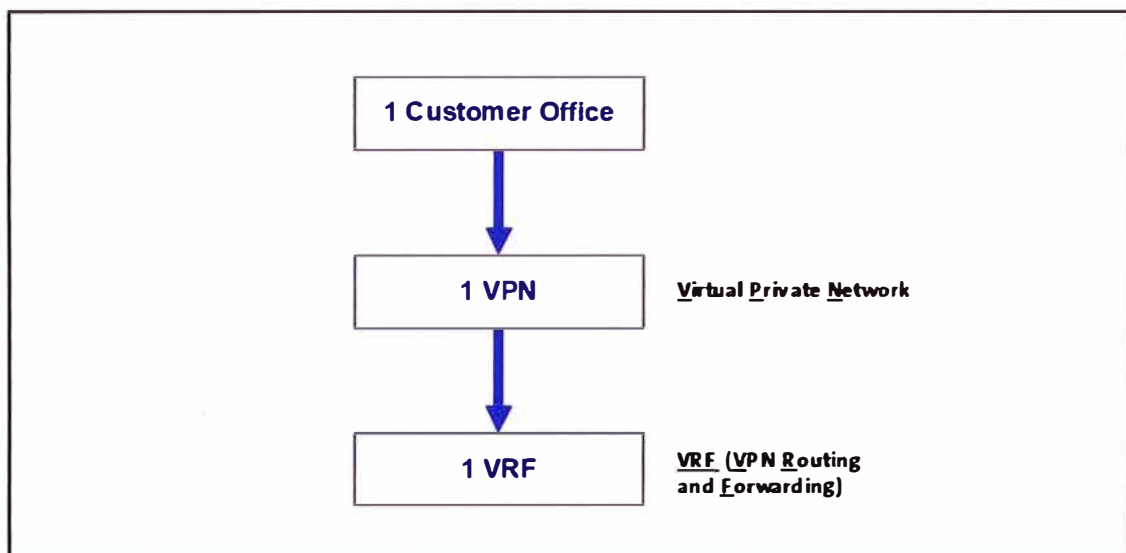 1 Customer Office
1 VPN
Virtual Private Network
1 VRF
VRF (VPN Routing
and Forwarding)